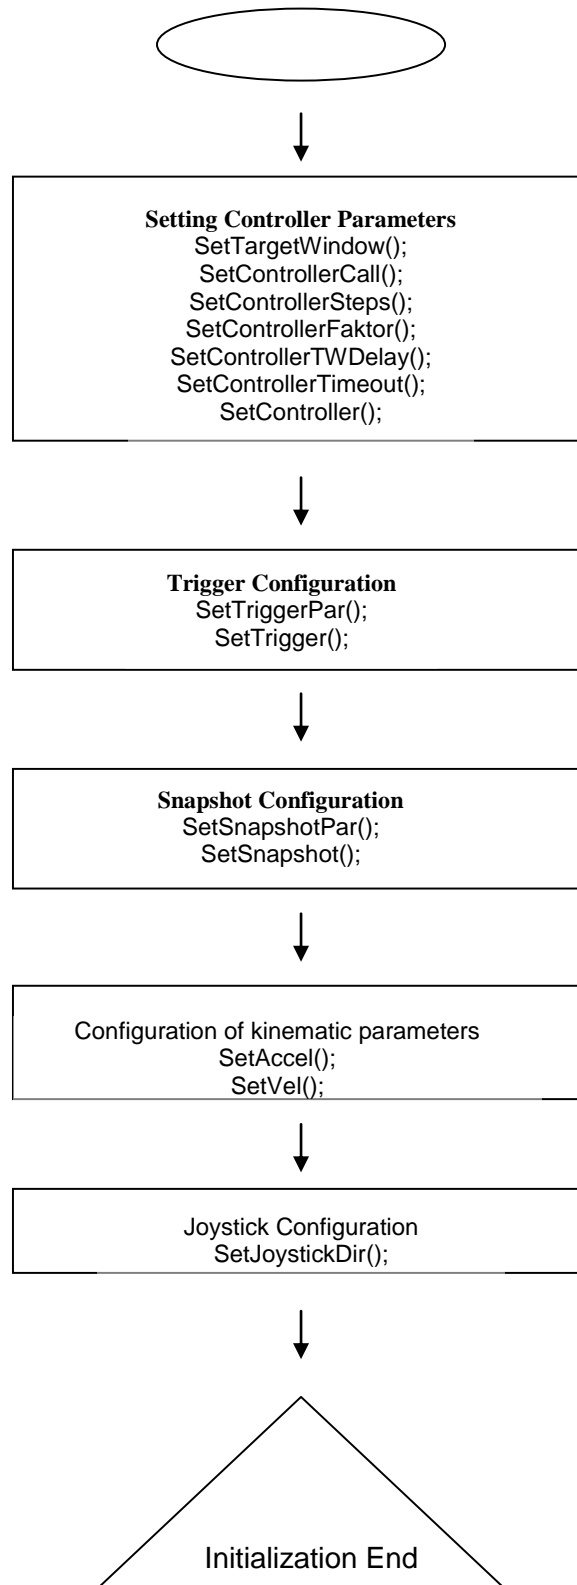 Setting Controller Parameters
SetTargetWindow();
SetControllerCall();
SetControllerSteps();
SetControllerFaktor();
SetControllerTWDelay();
SetControllerTimeout();
SetController();
Trigger Configuration
SetTriggerPar();
SetTrigger();
Snapshot Configuration
SetSnapshotPar();
SetSnapshot();
Configuration of kinematic parameters
SetAccel();
SetVel();
Joystick Configuration
SetJoystickDir();
Initialization End